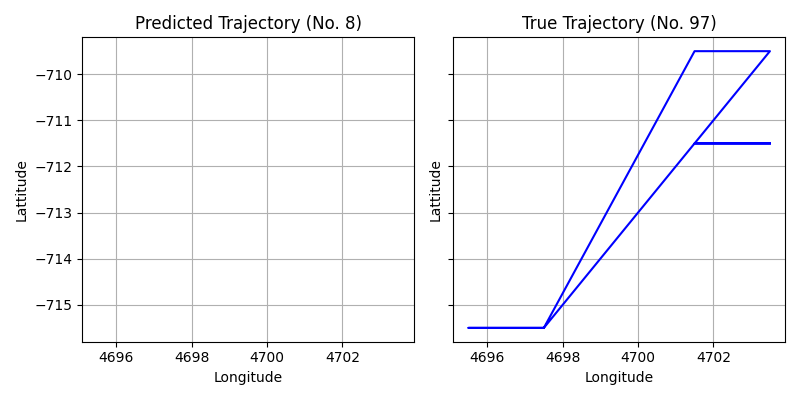 Predicted Trajectory (No. 8)
True Trajectory (No. 97)
−710
−711
−712
−713
−714
−715
Lattitude
Lattitude
4696 4698 4700 4702
4696 4698 4700 4702
Longitude
Longitude